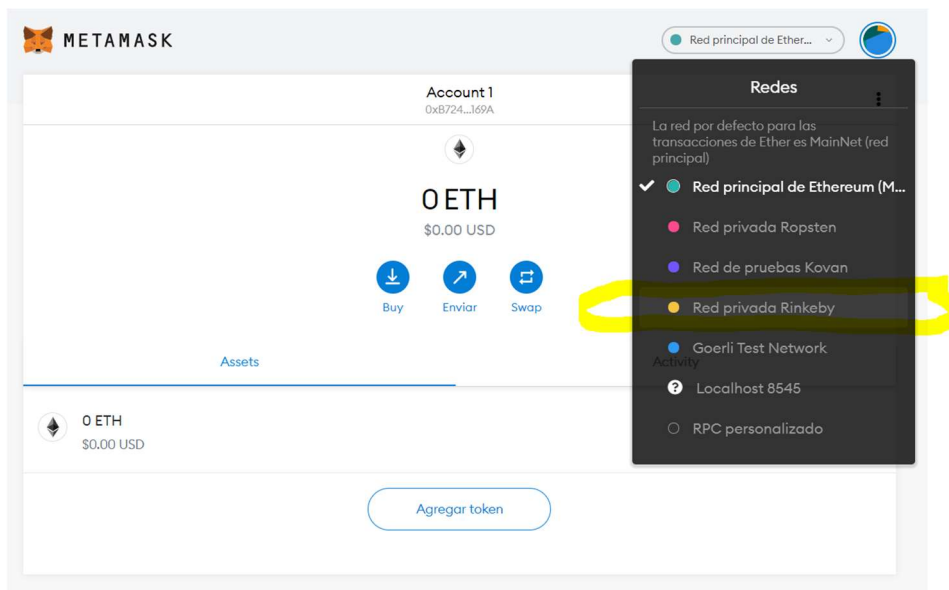 METAMASK
Red principal de Ether...
Account 1
0xB724...169A
0 ETH
$0.00 USD
Buy
Enviar
Swap
Assets
Activity
0 ETH
$0.00 USD
Agregar token
Redes
La red por defecto para las
transacciones de Ether es MainNet (red
principal)
Red principal de Ethereum (M...
Red privada Ropsten
Red de pruebas Kovan
Red privada Rinkeby
Goerli Test Network
? Localhost 8545
RPC personalizado